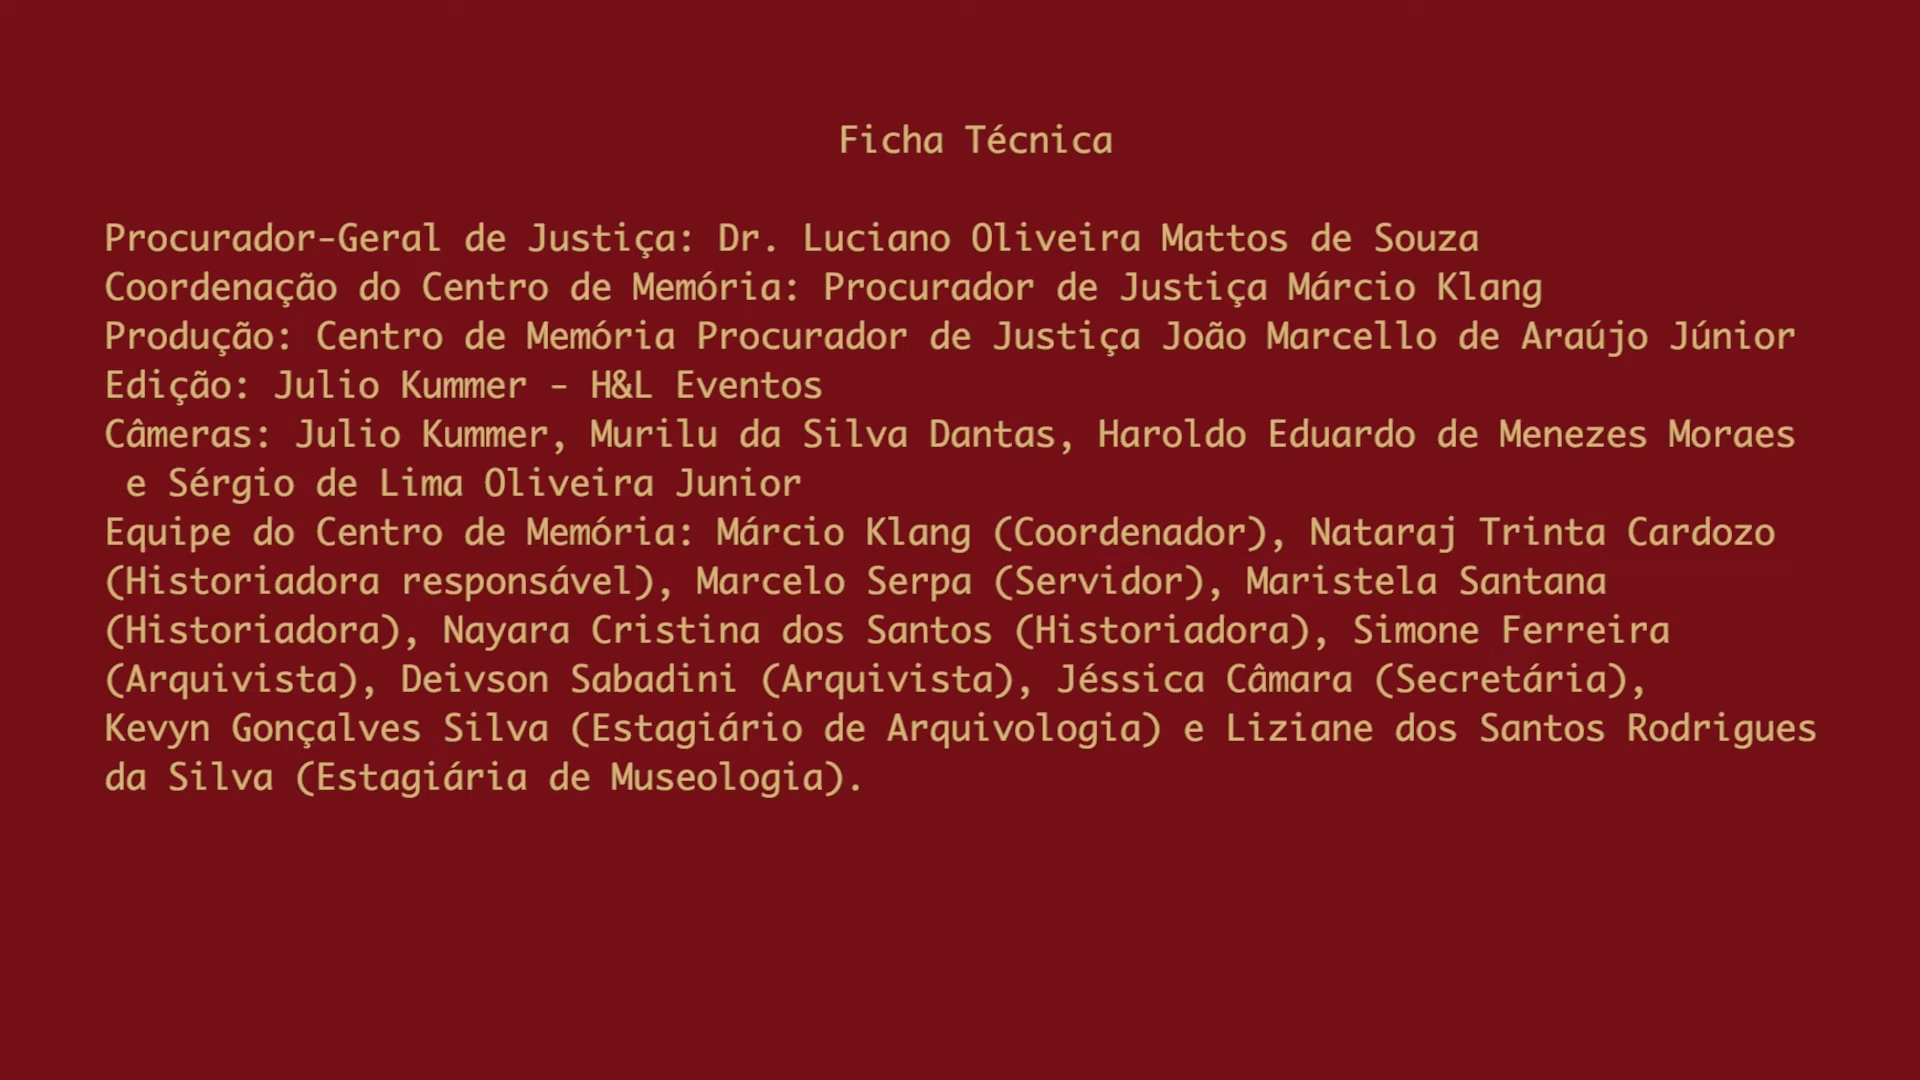 Ficha Técnica
Procurador-Geral de Justiça: Dr. Luciano Oliveira Mattos de Souza
Coordenação do Centro de Memória: Procurador de Justiça Márcio Klang
Produção: Centro de Memória Procurador de Justiça João Marcello de Araújo Júnior
Edição: Julio Kummer - H&L Eventos
Câmeras: Julio Kummer, Murilu da Silva Dantas, Haroldo Eduardo de Menezes Moraes
e Sérgio de Lima Oliveira Junior
Equipe do Centro de Memória: Márcio Klang (Coordenador), Nataraj Trinta Cardozo
(Historiadora responsável), Marcelo Serpa (Servidor), Maristela Santana
(Historiadora), Nayara Cristina dos Santos (Historiadora), Simone Ferreira
(Arquivista), Deivson Sabadini (Arquivista), Jéssica Câmara (Secretária),
Kevyn Gonçalves Silva (Estagiário de Arquivologia) e Liziane dos Santos Rodrigues
da Silva (Estagiária de Museologia).